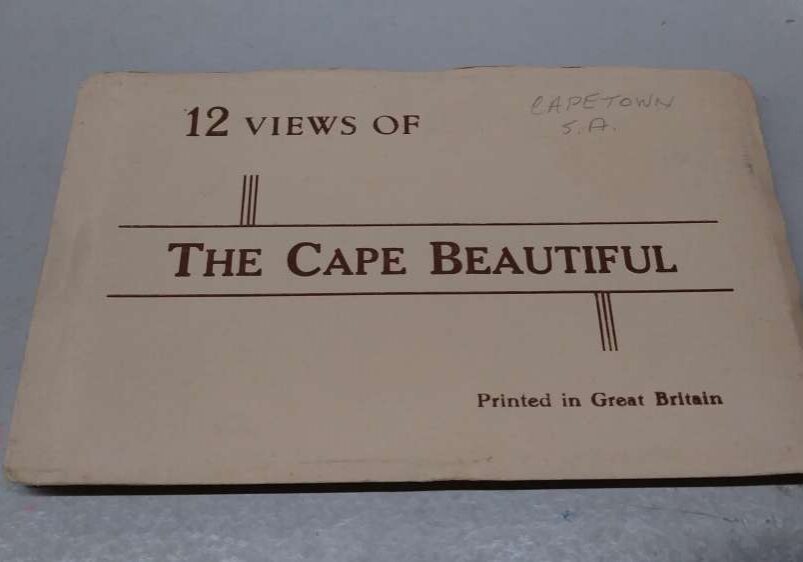 12 VIEWS OF
CAPETOWN
S.A.
THE CAPE BEAUTIFUL
Printed in Great Britain